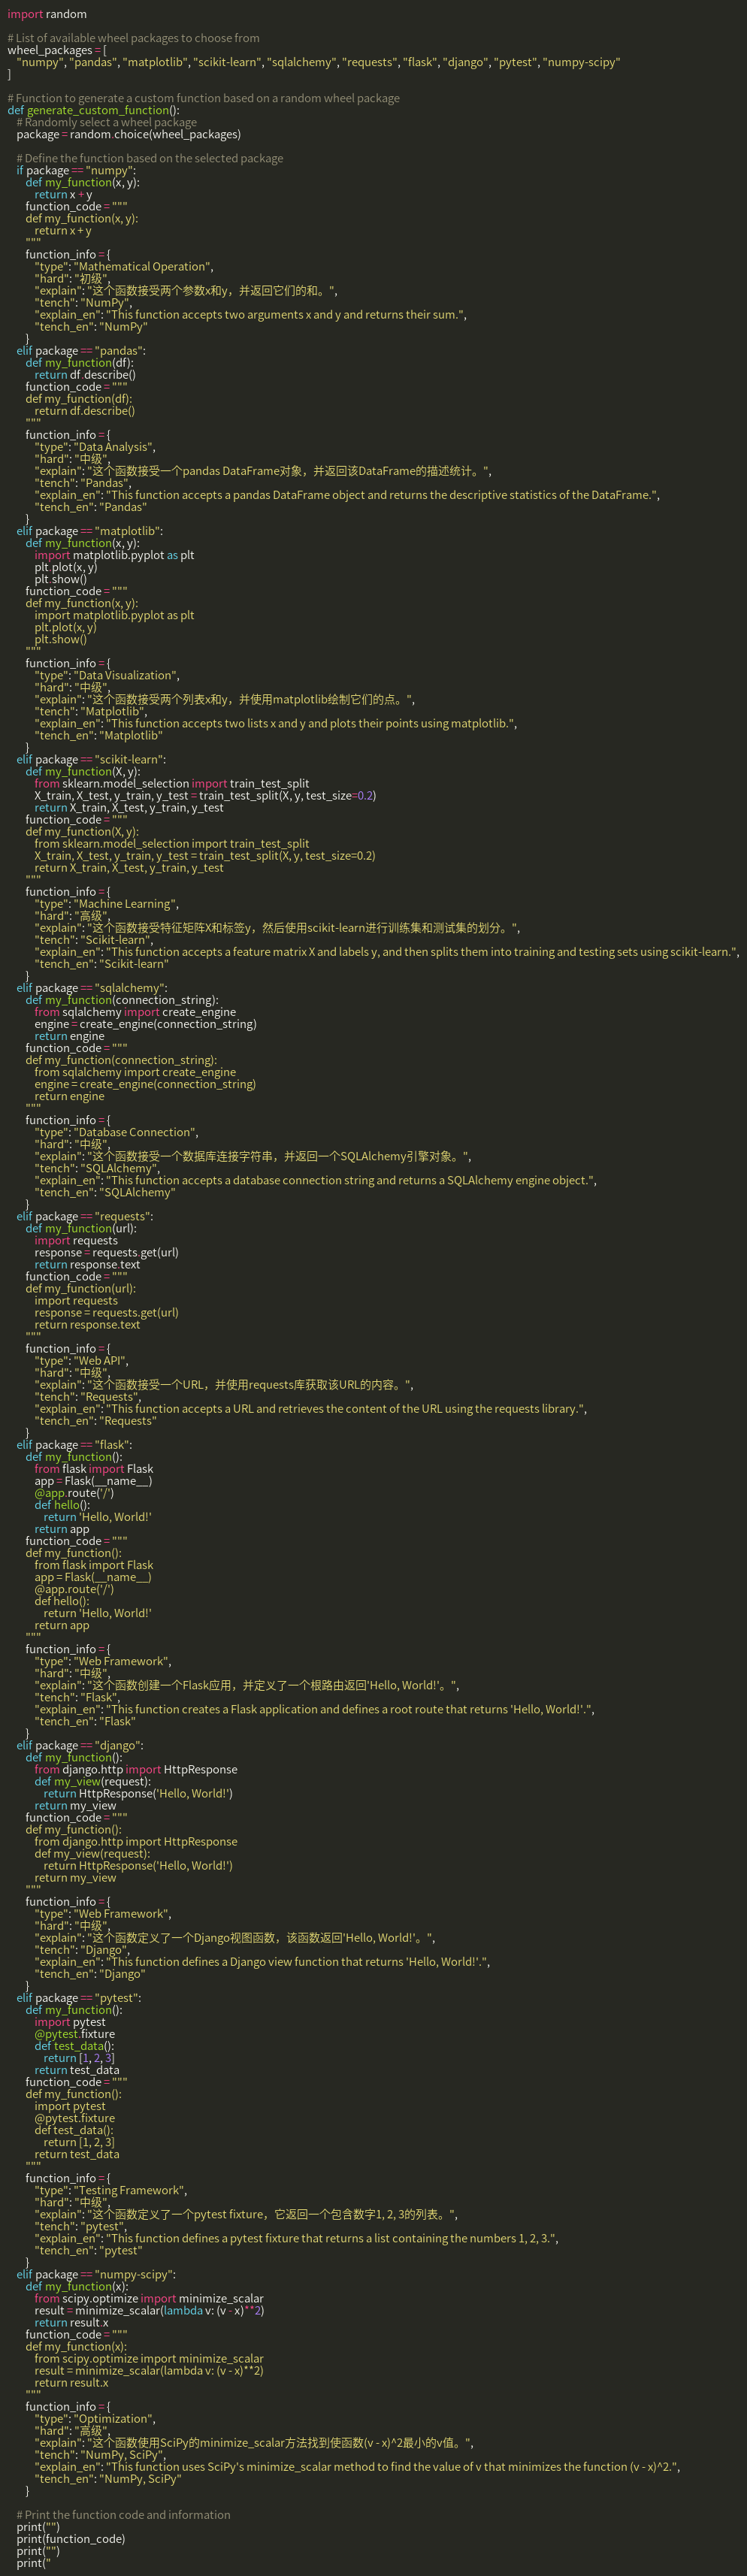 import random

# List of available wheel packages to choose from
wheel_packages = [
    "numpy", "pandas", "matplotlib", "scikit-learn", "sqlalchemy", "requests", "flask", "django", "pytest", "numpy-scipy"
]

# Function to generate a custom function based on a random wheel package
def generate_custom_function():
    # Randomly select a wheel package
    package = random.choice(wheel_packages)

    # Define the function based on the selected package
    if package == "numpy":
        def my_function(x, y):
            return x + y
        function_code = """
        def my_function(x, y):
            return x + y
        """
        function_info = {
            "type": "Mathematical Operation",
            "hard": "初级",
            "explain": "这个函数接受两个参数x和y，并返回它们的和。",
            "tench": "NumPy",
            "explain_en": "This function accepts two arguments x and y and returns their sum.",
            "tench_en": "NumPy"
        }
    elif package == "pandas":
        def my_function(df):
            return df.describe()
        function_code = """
        def my_function(df):
            return df.describe()
        """
        function_info = {
            "type": "Data Analysis",
            "hard": "中级",
            "explain": "这个函数接受一个pandas DataFrame对象，并返回该DataFrame的描述统计。",
            "tench": "Pandas",
            "explain_en": "This function accepts a pandas DataFrame object and returns the descriptive statistics of the DataFrame.",
            "tench_en": "Pandas"
        }
    elif package == "matplotlib":
        def my_function(x, y):
            import matplotlib.pyplot as plt
            plt.plot(x, y)
            plt.show()
        function_code = """
        def my_function(x, y):
            import matplotlib.pyplot as plt
            plt.plot(x, y)
            plt.show()
        """
        function_info = {
            "type": "Data Visualization",
            "hard": "中级",
            "explain": "这个函数接受两个列表x和y，并使用matplotlib绘制它们的点。",
            "tench": "Matplotlib",
            "explain_en": "This function accepts two lists x and y and plots their points using matplotlib.",
            "tench_en": "Matplotlib"
        }
    elif package == "scikit-learn":
        def my_function(X, y):
            from sklearn.model_selection import train_test_split
            X_train, X_test, y_train, y_test = train_test_split(X, y, test_size=0.2)
            return X_train, X_test, y_train, y_test
        function_code = """
        def my_function(X, y):
            from sklearn.model_selection import train_test_split
            X_train, X_test, y_train, y_test = train_test_split(X, y, test_size=0.2)
            return X_train, X_test, y_train, y_test
        """
        function_info = {
            "type": "Machine Learning",
            "hard": "高级",
            "explain": "这个函数接受特征矩阵X和标签y，然后使用scikit-learn进行训练集和测试集的划分。",
            "tench": "Scikit-learn",
            "explain_en": "This function accepts a feature matrix X and labels y, and then splits them into training and testing sets using scikit-learn.",
            "tench_en": "Scikit-learn"
        }
    elif package == "sqlalchemy":
        def my_function(connection_string):
            from sqlalchemy import create_engine
            engine = create_engine(connection_string)
            return engine
        function_code = """
        def my_function(connection_string):
            from sqlalchemy import create_engine
            engine = create_engine(connection_string)
            return engine
        """
        function_info = {
            "type": "Database Connection",
            "hard": "中级",
            "explain": "这个函数接受一个数据库连接字符串，并返回一个SQLAlchemy引擎对象。",
            "tench": "SQLAlchemy",
            "explain_en": "This function accepts a database connection string and returns a SQLAlchemy engine object.",
            "tench_en": "SQLAlchemy"
        }
    elif package == "requests":
        def my_function(url):
            import requests
            response = requests.get(url)
            return response.text
        function_code = """
        def my_function(url):
            import requests
            response = requests.get(url)
            return response.text
        """
        function_info = {
            "type": "Web API",
            "hard": "中级",
            "explain": "这个函数接受一个URL，并使用requests库获取该URL的内容。",
            "tench": "Requests",
            "explain_en": "This function accepts a URL and retrieves the content of the URL using the requests library.",
            "tench_en": "Requests"
        }
    elif package == "flask":
        def my_function():
            from flask import Flask
            app = Flask(__name__)
            @app.route('/')
            def hello():
                return 'Hello, World!'
            return app
        function_code = """
        def my_function():
            from flask import Flask
            app = Flask(__name__)
            @app.route('/')
            def hello():
                return 'Hello, World!'
            return app
        """
        function_info = {
            "type": "Web Framework",
            "hard": "中级",
            "explain": "这个函数创建一个Flask应用，并定义了一个根路由返回'Hello, World!'。",
            "tench": "Flask",
            "explain_en": "This function creates a Flask application and defines a root route that returns 'Hello, World!'.",
            "tench_en": "Flask"
        }
    elif package == "django":
        def my_function():
            from django.http import HttpResponse
            def my_view(request):
                return HttpResponse('Hello, World!')
            return my_view
        function_code = """
        def my_function():
            from django.http import HttpResponse
            def my_view(request):
                return HttpResponse('Hello, World!')
            return my_view
        """
        function_info = {
            "type": "Web Framework",
            "hard": "中级",
            "explain": "这个函数定义了一个Django视图函数，该函数返回'Hello, World!'。",
            "tench": "Django",
            "explain_en": "This function defines a Django view function that returns 'Hello, World!'.",
            "tench_en": "Django"
        }
    elif package == "pytest":
        def my_function():
            import pytest
            @pytest.fixture
            def test_data():
                return [1, 2, 3]
            return test_data
        function_code = """
        def my_function():
            import pytest
            @pytest.fixture
            def test_data():
                return [1, 2, 3]
            return test_data
        """
        function_info = {
            "type": "Testing Framework",
            "hard": "中级",
            "explain": "这个函数定义了一个pytest fixture，它返回一个包含数字1, 2, 3的列表。",
            "tench": "pytest",
            "explain_en": "This function defines a pytest fixture that returns a list containing the numbers 1, 2, 3.",
            "tench_en": "pytest"
        }
    elif package == "numpy-scipy":
        def my_function(x):
            from scipy.optimize import minimize_scalar
            result = minimize_scalar(lambda v: (v - x)**2)
            return result.x
        function_code = """
        def my_function(x):
            from scipy.optimize import minimize_scalar
            result = minimize_scalar(lambda v: (v - x)**2)
            return result.x
        """
        function_info = {
            "type": "Optimization",
            "hard": "高级",
            "explain": "这个函数使用SciPy的minimize_scalar方法找到使函数(v - x)^2最小的v值。",
            "tench": "NumPy, SciPy",
            "explain_en": "This function uses SciPy's minimize_scalar method to find the value of v that minimizes the function (v - x)^2.",
            "tench_en": "NumPy, SciPy"
        }

    # Print the function code and information
    print("")
    print(function_code)
    print("")
    print("